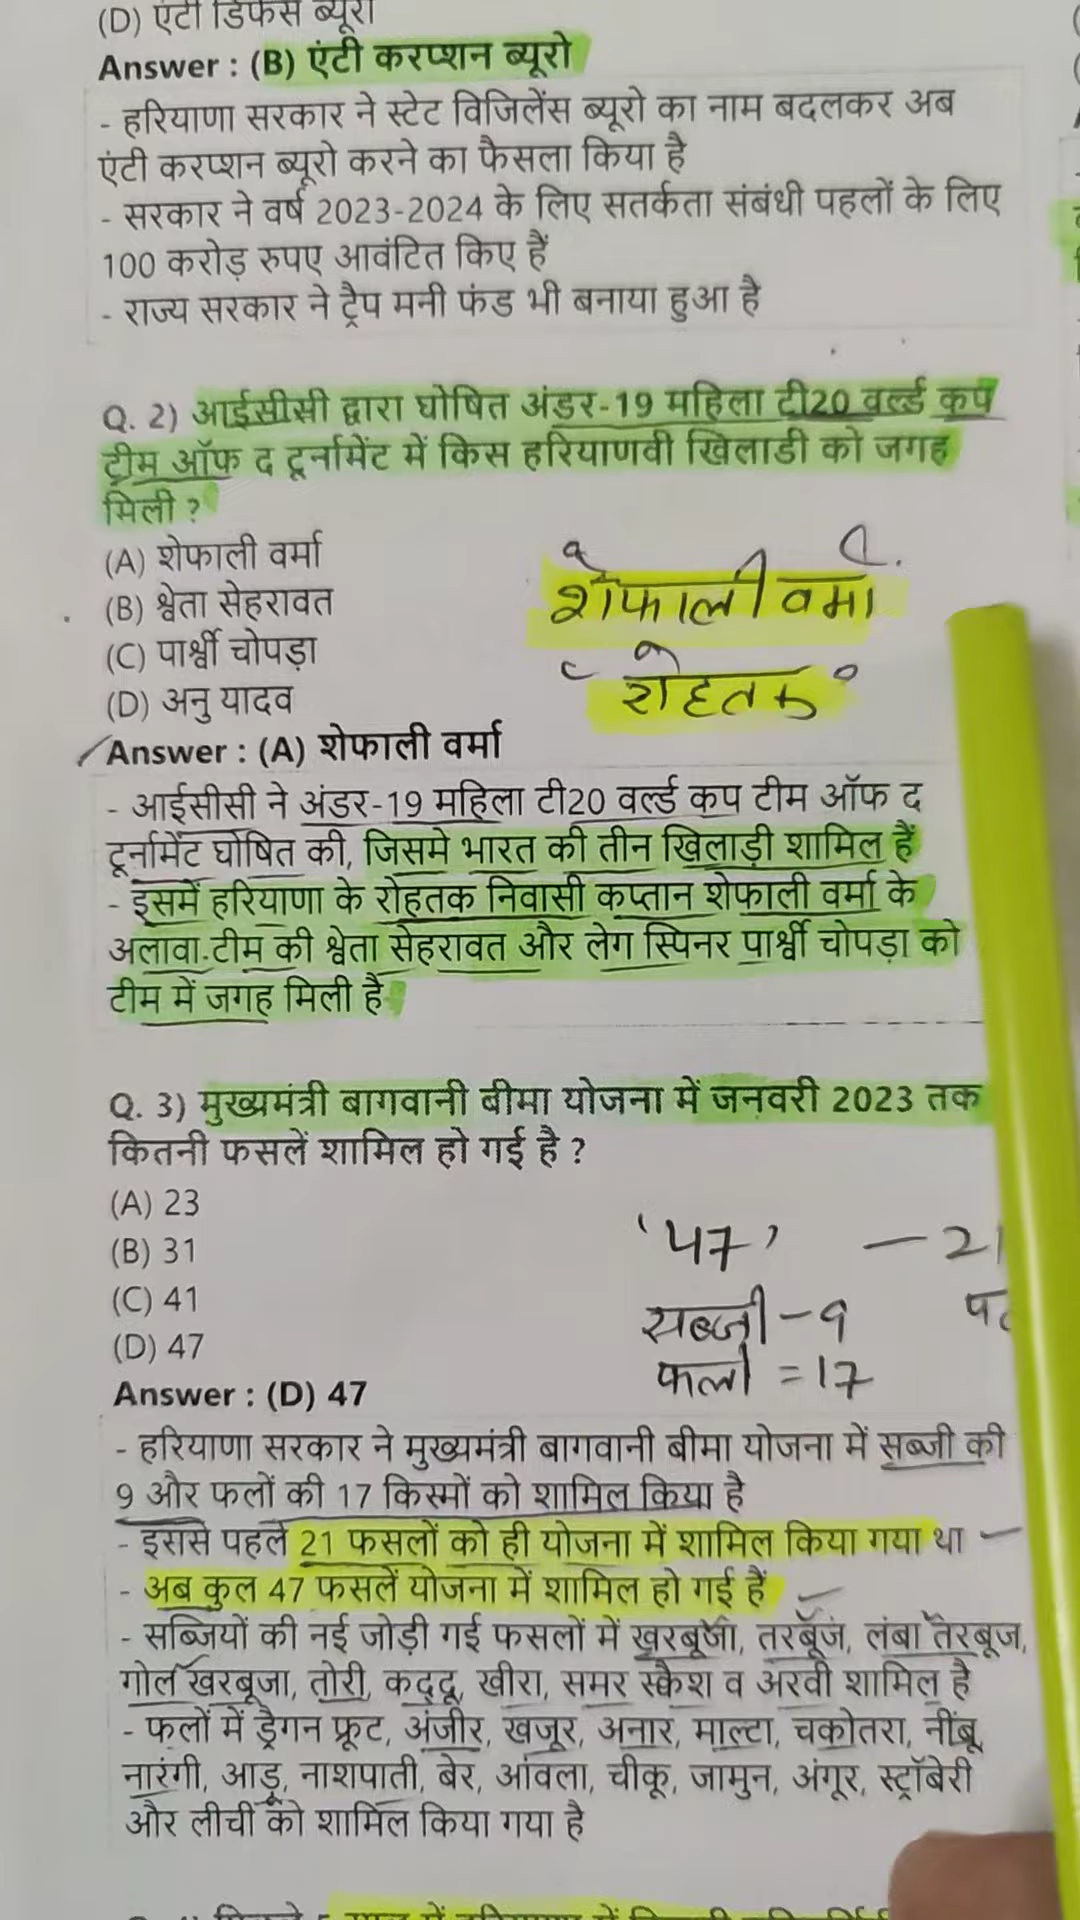 (D) एंटी डिफेंस ब्यूरो
Answer : (B) एंटी करप्शन ब्यूरो
- हरियाणा सरकार ने स्टेट विजिलेंस ब्यूरो का नाम बदलकर अब
एंटी करप्शन ब्यूरो करने का फैसला किया है
- सरकार ने वर्ष 2023-2024 के लिए सतर्कता संबंधी पहलों के लिए
100 करोड़ रुपए आवंटित किए हैं
- राज्य सरकार ने ट्रैप मनी फंड भी बनाया हुआ है
Q. 2) आईसीसी द्वारा घोषित अंडर-19 महिला टी20 वर्ल्ड कप
टीम ऑफ द टूर्नामेंट में किस हरियाणवी खिलाडी को जगह
मिली ?
(A) शेफाली वर्मा
(B) श्वेता सेहरावत
(C) पार्श्वी चोपड़ा
(D) अनु यादव
शेफाली वर्मा
रोहतक
Answer : (A) शेफाली वर्मा
- आईसीसी ने अंडर-19 महिला टी20 वर्ल्ड कप टीम ऑफ द
टूर्नामेंट घोषित की, जिसमे भारत की तीन खिलाड़ी शामिल हैं
- इसमें हरियाणा के रोहतक निवासी कप्तान शेफाली वर्मा के
अलावा टीम की श्वेता सेहरावत और लेग स्पिनर पार्श्वी चोपड़ा को
टीम में जगह मिली है
Q. 3) मुख्यमंत्री बागवानी बीमा योजना में जनवरी 2023 तक
कितनी फसलें शामिल हो गई है ?
(A) 23
(B) 31
(C) 41
(D) 47
'47' — 21
सब्जी – 9
फलो = 17
Answer : (D) 47
- हरियाणा सरकार ने मुख्यमंत्री बागवानी बीमा योजना में सब्जी की
9 और फलों की 17 किस्मों को शामिल किया है
- इससे पहले 21 फसलों को ही योजना में शामिल किया गया था
- अब कुल 47 फसलें योजना में शामिल हो गई हैं
- सब्जियों की नई जोड़ी गई फसलों में खरबूजा, तरबूज, लंबा तरबूज,
गोल खरबूजा, तोरी, कद्दू, खीरा, समर स्कैश व अरवी शामिल है
- फलों में ड्रैगन फ्रूट, अंजीर, खजूर, अनार, माल्टा, चकोतरा, नींबू,
नारंगी, आडू, नाशपाती, बेर, आंवला, चीकू, जामुन, अंगूर, स्ट्रॉबेरी
और लीची को शामिल किया गया है